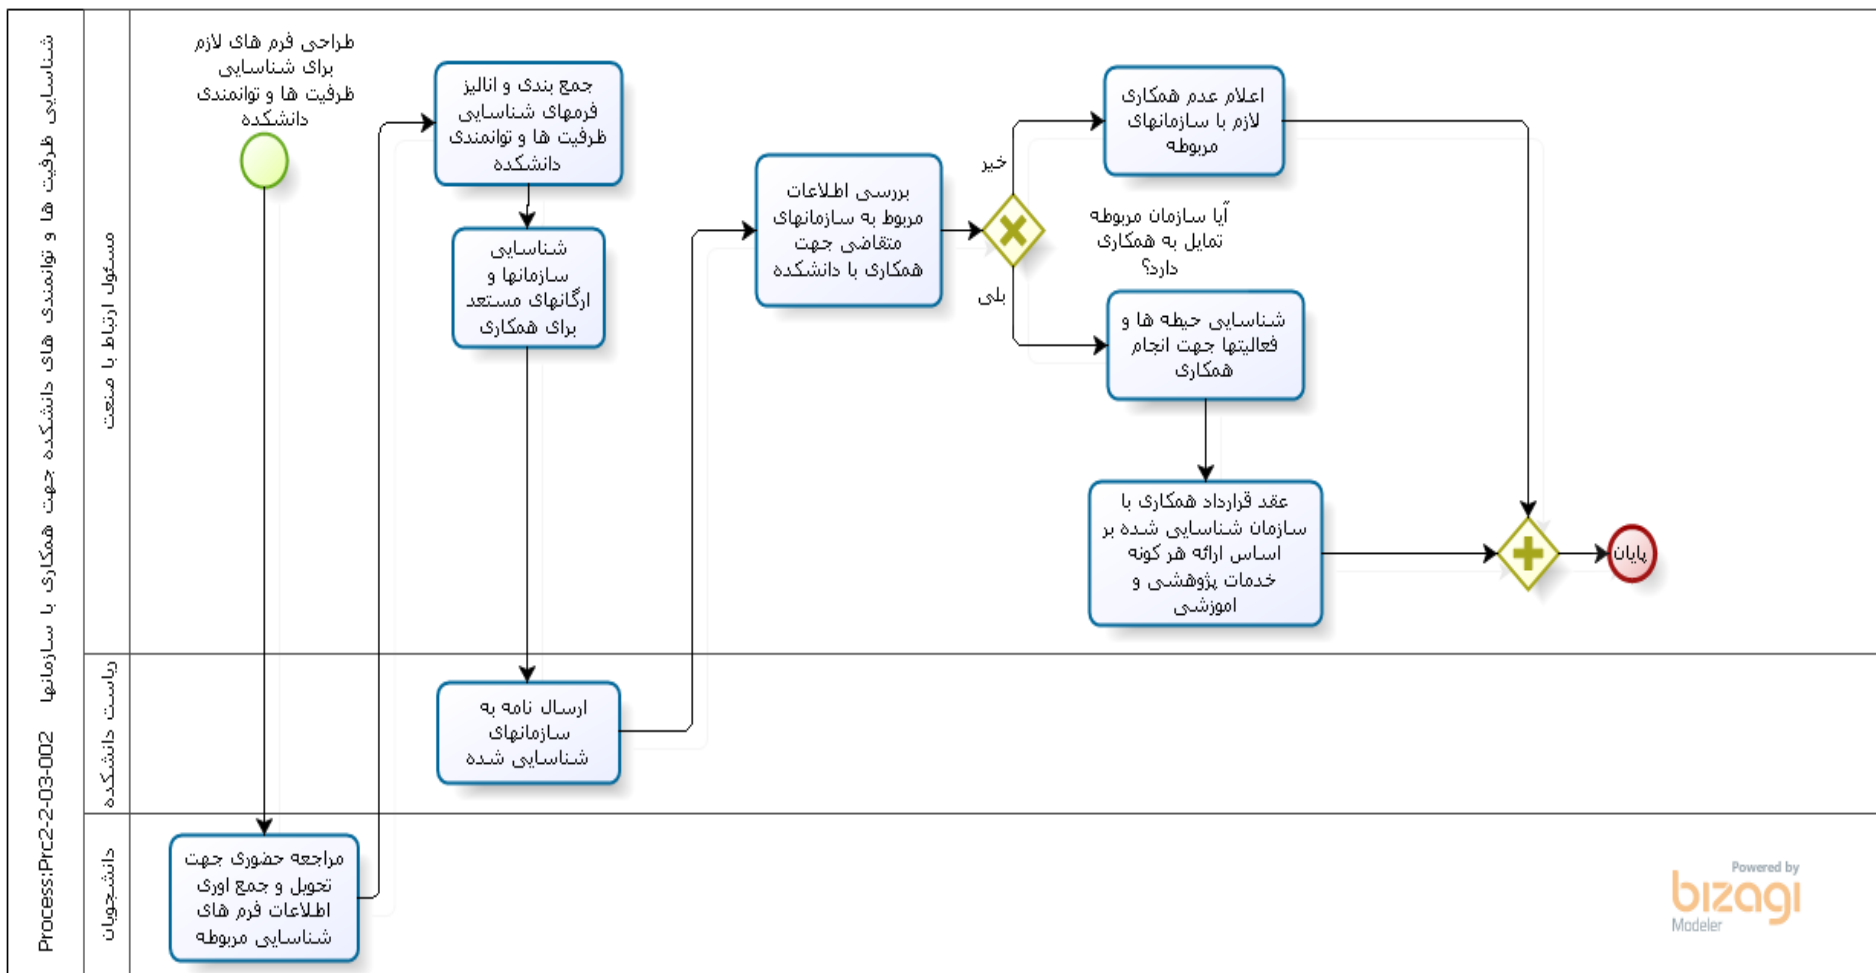 Process:Prc2-2-03-002 شناسایی ظرفیت ها و توانمندی های دانشکده جهت همکاری با سازمانها
مسئول ارتباط با صنعت
طراحی فرم های لازم
برای شناسایی
ظرفیت ها و توانمندی
دانشکده
جمع بندی و انالیز
فرمهای شناسایی
ظرفیت ها و توانمندی
دانشکده
شناسایی
سازمانها و
ارگانهای مستعد
برای همکاری
بررسی اطلاعات
مربوط به سازمانهای
متقاضی جهت
همکاری با دانشکده
خیر
بلی
آیا سازمان مربوطه
تمایل به همکاری
دارد؟
اعلام عدم همکاری
لازم با سازمانهای
مربوطه
شناسایی حیطه ها و
فعالیتها جهت انجام
همکاری
عقد قرارداد همکاری با
سازمان شناسایی شده بر
اساس ارائه هر کونه
خدمات پژوهشی و
اموزشی
پایان
ریاست دانشکده
ارسال نامه به
سازمانهای
شناسایی شده
دانشجویان
مراجعه حضوری جهت
تحویل و جمع اوری
اطلاعات فرم های
شناسایی مربوطه
Powered by
bizagi
Modeler